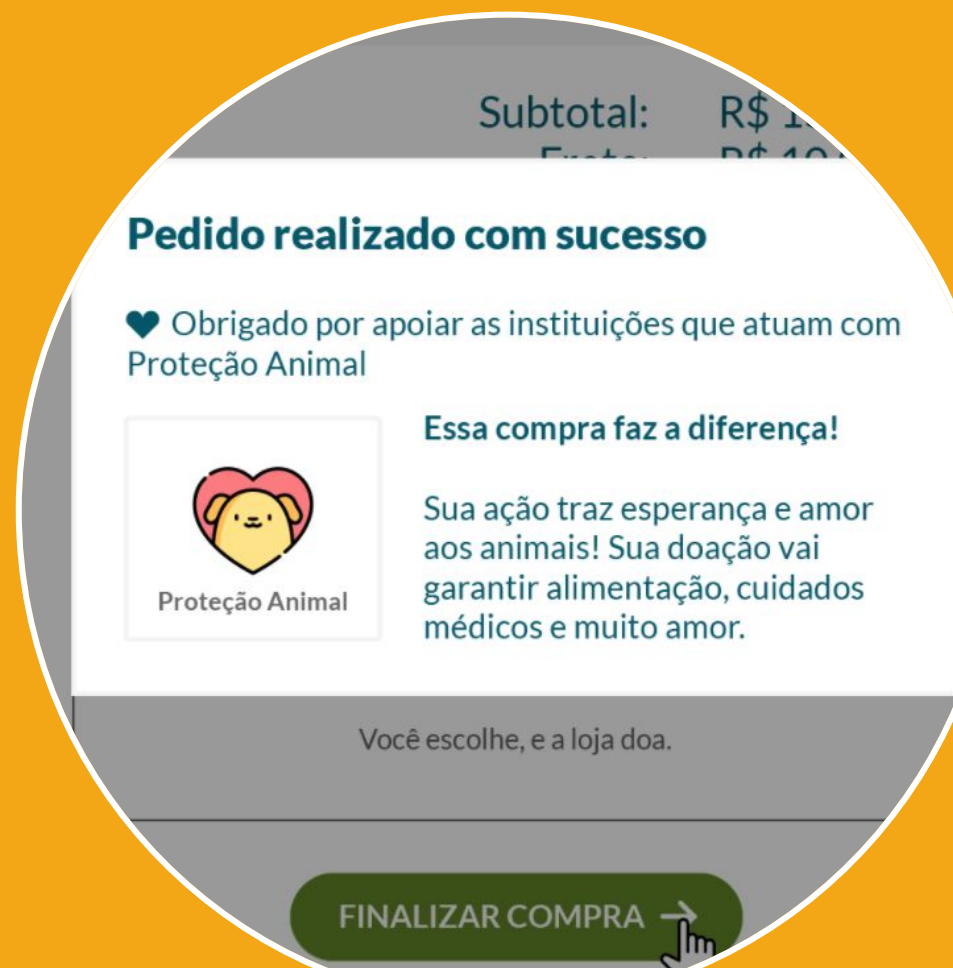 Subtotal: R$
Pedido realizado com sucesso
Obrigado por apoiar as instituições que atuam com
Proteção Animal
Essa compra faz a diferença!
Sua ação traz esperança e amor
aos animais! Sua doação vai
garantir alimentação, cuidados
médicos e muito amor.
Proteção Animal
Você escolhe, e a loja doa.
FINALIZAR COMPRA